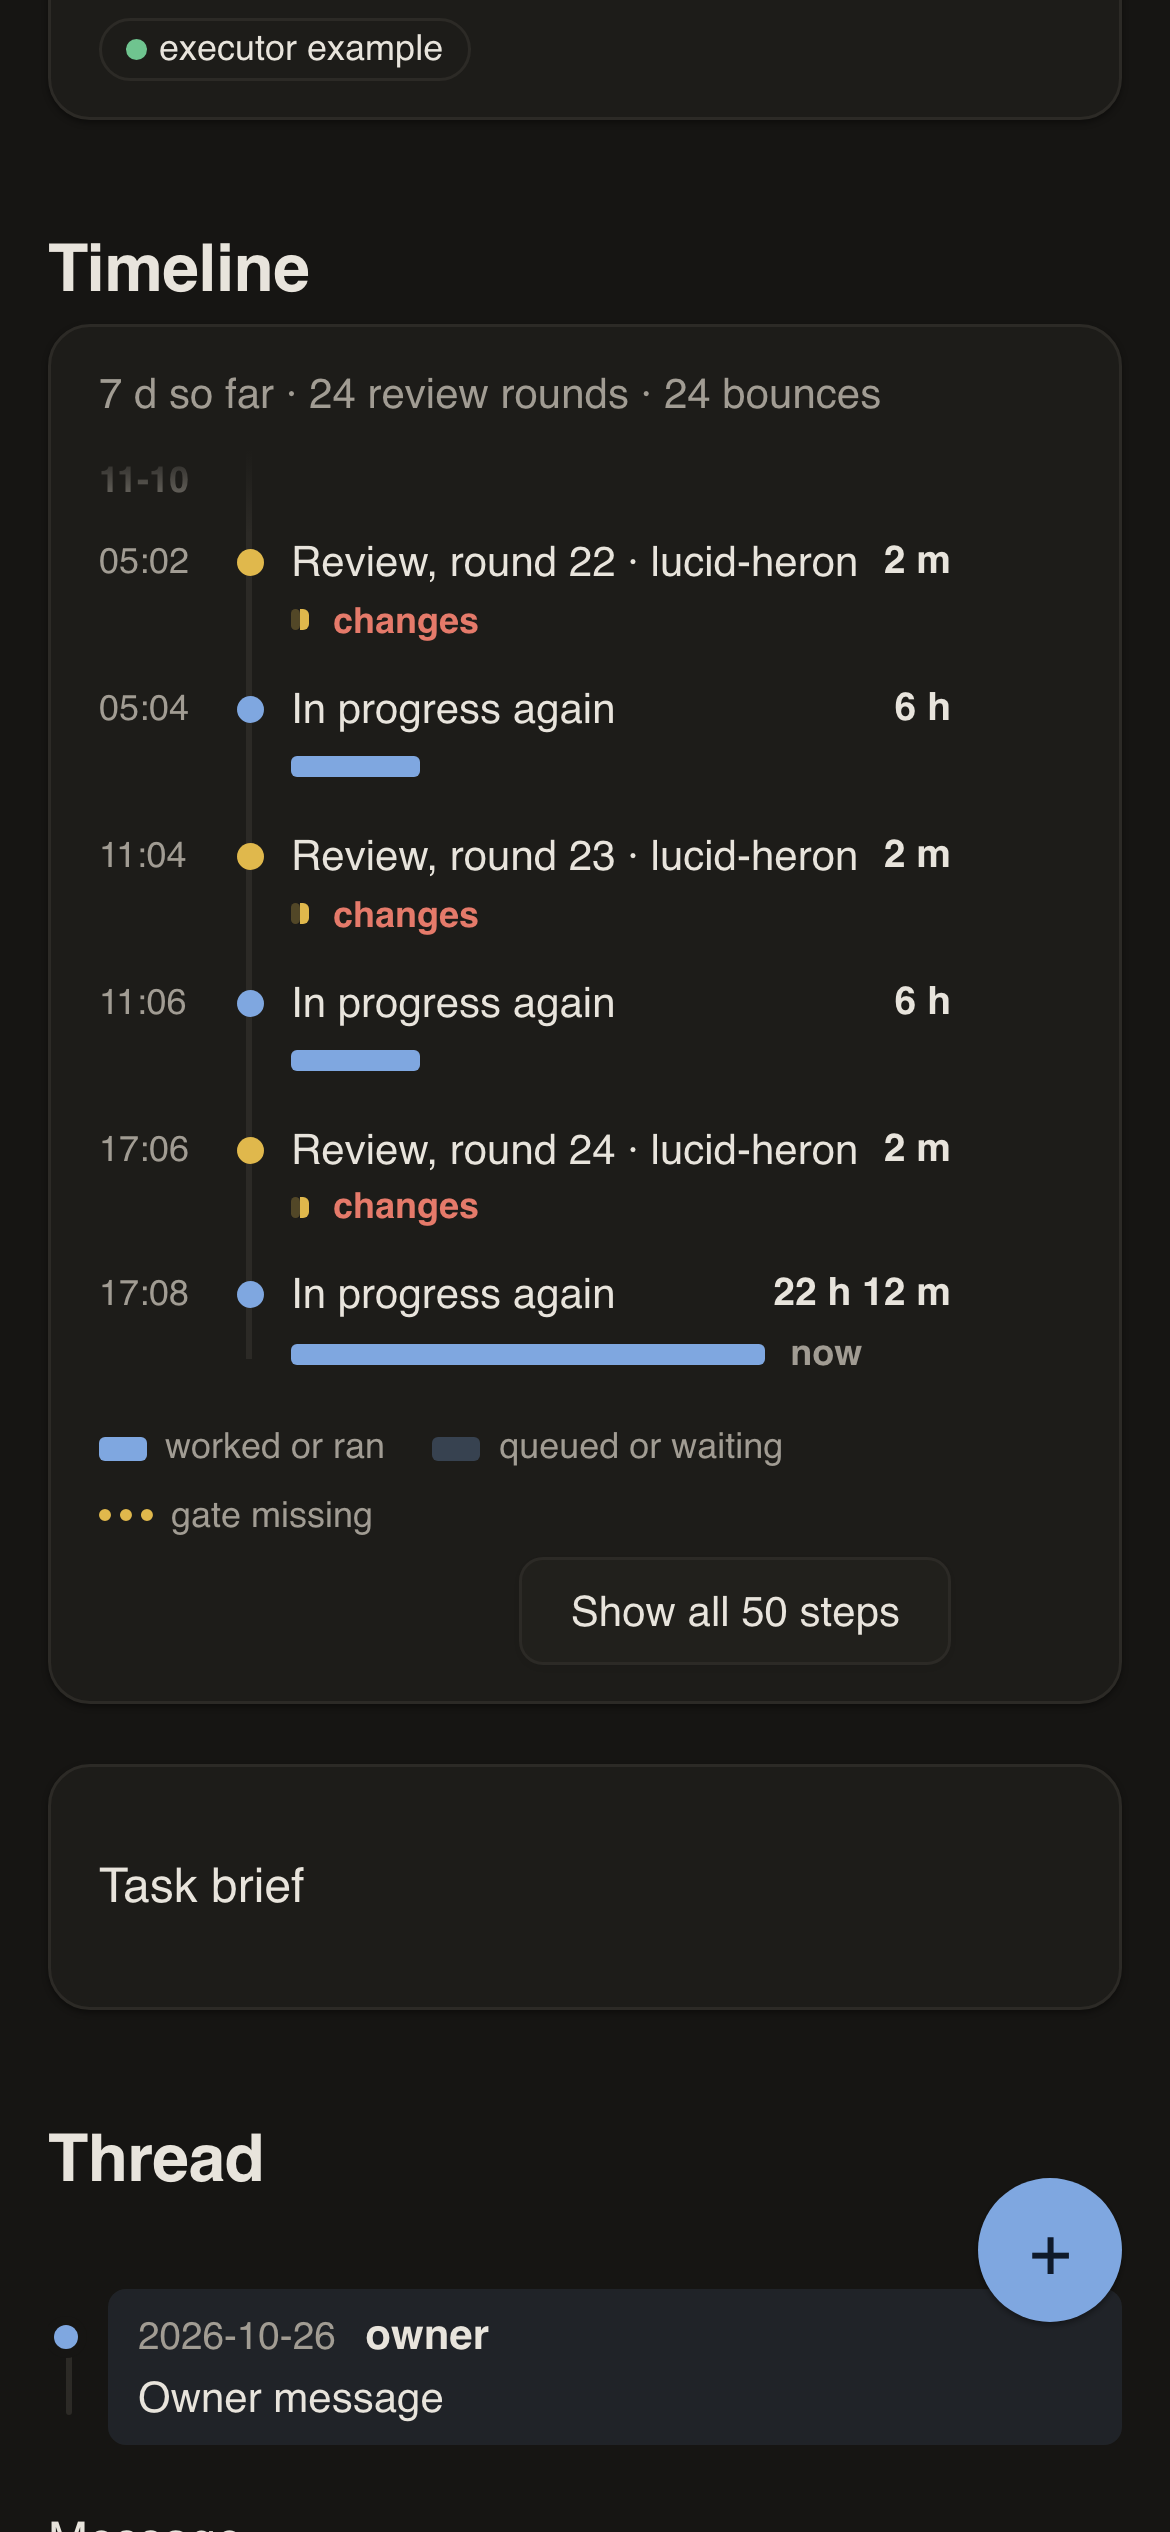 executor example
Timeline
7 d so far · 24 review rounds · 24 bounces
11-10
05:02 Review, round 22 · lucid-heron 2 m
changes
05:04 In progress again 6 h
11:04 Review, round 23 · lucid-heron 2 m
changes
11:06 In progress again 6 h
17:06 Review, round 24 · lucid-heron 2 m
changes
17:08 In progress again 22 h 12 m
now
worked or ran queued or waiting
gate missing
Show all 50 steps
Task brief
Thread
+
2026-10-26 owner
Owner message